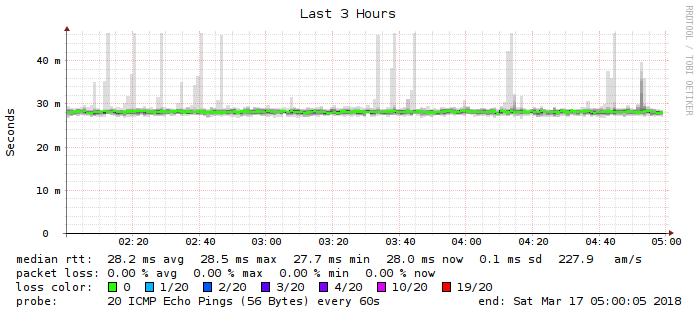 Last 3 Hours
RRDTOOL / TOBI OETIKER
Seconds
40 m
30 m
20 m
10 m
0
02:20 02:40 03:00 03:20 03:40 04:00 04:20 04:40 05:00
median rtt: 28.2 ms avg 28.5 ms max 27.7 ms min 28.0 ms now 0.1 ms sd 227.9 am/s
packet loss: 0.00 % avg 0.00 % max 0.00 % min 0.00 % now
loss color: 0 1/20 2/20 3/20 4/20 10/20 19/20
probe: 20 ICMP Echo Pings (56 Bytes) every 60s end: Sat Mar 17 05:00:05 2018